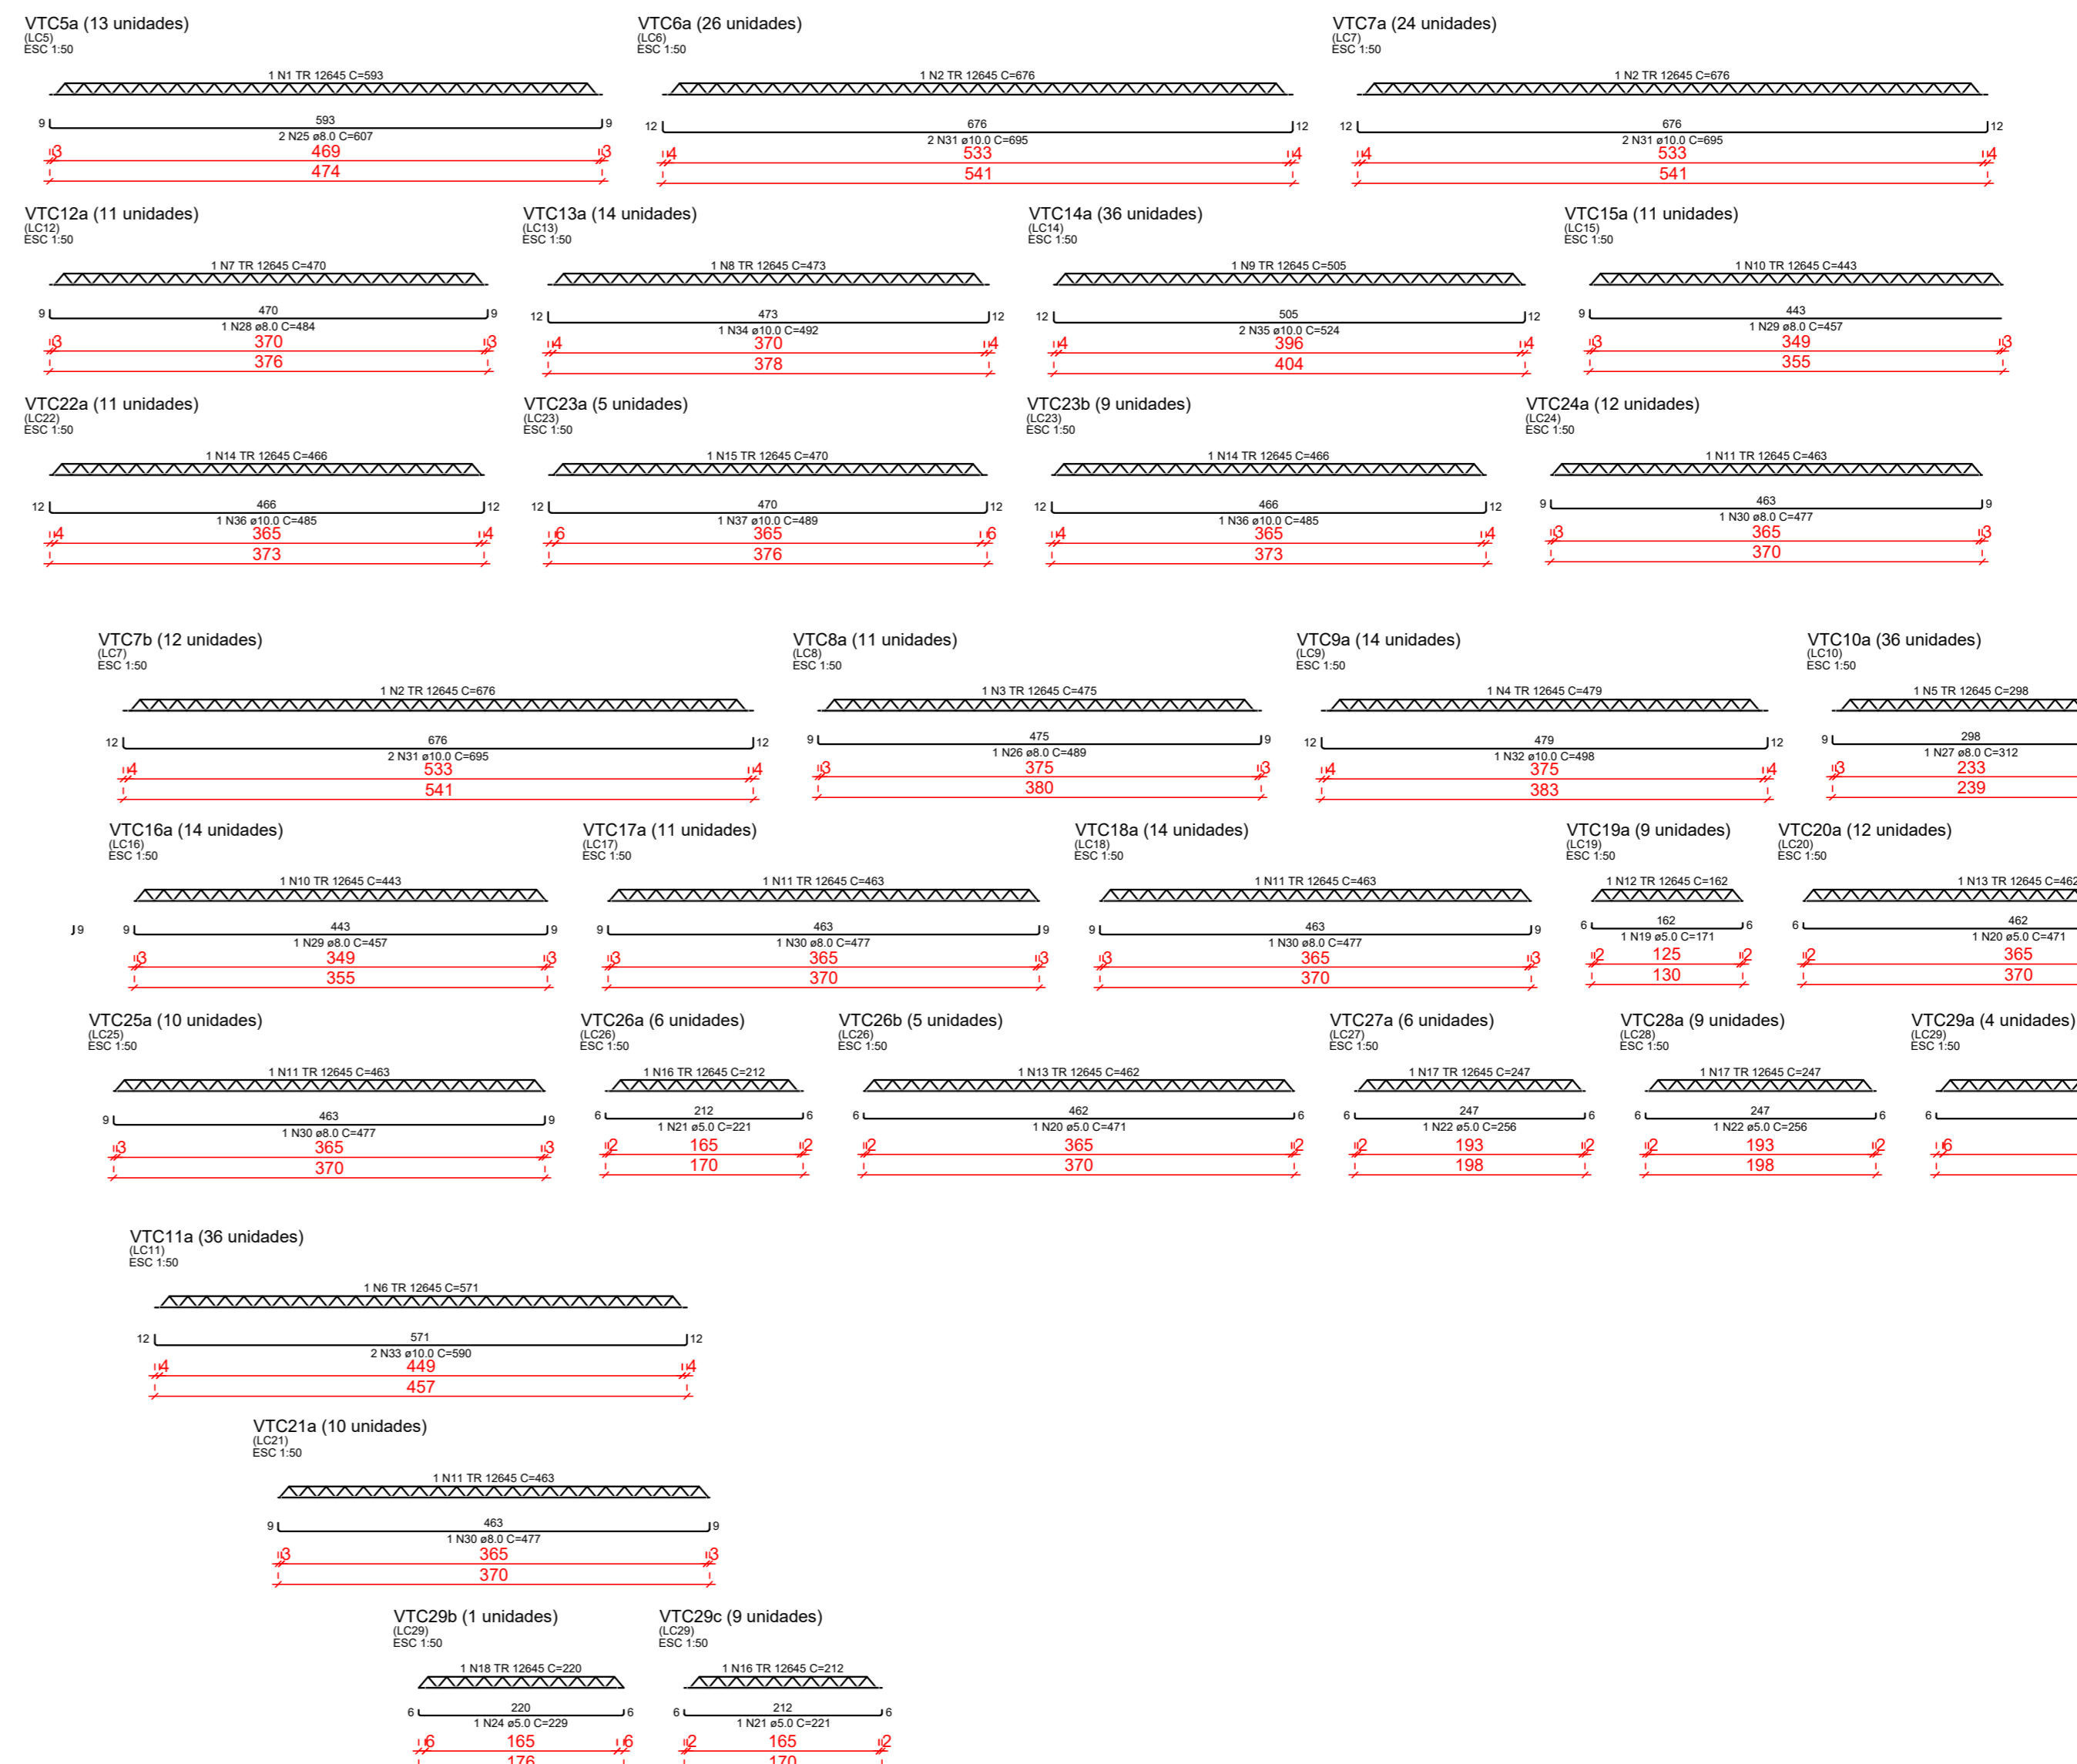 VTC5a (13 unidades)
(LC5)
ESC 1:50
1 N1 TR 12645 C=593
9 593 9
2 N25 ø8.0 C=607
3 469 3
474
VTC6a (26 unidades)
(LC6)
ESC 1:50
1 N2 TR 12645 C=676
12 676 12
2 N31 ø10.0 C=695
4 533 4
541
VTC7a (24 unidades)
(LC7)
ESC 1:50
1 N2 TR 12645 C=676
12 676 12
2 N31 ø10.0 C=695
4 533 4
541
VTC12a (11 unidades)
(LC12)
ESC 1:50
1 N7 TR 12645 C=470
9 470 9
1 N28 ø8.0 C=484
3 370 3
376
VTC13a (14 unidades)
(LC13)
ESC 1:50
1 N8 TR 12645 C=473
12 473 12
1 N34 ø10.0 C=492
4 370 4
378
VTC14a (36 unidades)
(LC14)
ESC 1:50
1 N9 TR 12645 C=505
12 505 12
2 N35 ø10.0 C=524
4 396 4
404
VTC15a (11 unidades)
(LC15)
ESC 1:50
1 N10 TR 12645 C=443
9 443
1 N29 ø8.0 C=457
3 349 3
355
VTC22a (11 unidades)
(LC22)
ESC 1:50
1 N14 TR 12645 C=466
12 466 12
1 N36 ø10.0 C=485
4 365 4
373
VTC23a (5 unidades)
(LC23)
ESC 1:50
1 N15 TR 12645 C=470
12 470 12
1 N37 ø10.0 C=489
6 365 6
376
VTC23b (9 unidades)
(LC23)
ESC 1:50
1 N14 TR 12645 C=466
12 466 12
1 N36 ø10.0 C=485
4 365 4
373
VTC24a (12 unidades)
(LC24)
ESC 1:50
1 N11 TR 12645 C=463
9 463 9
1 N30 ø8.0 C=477
3 365 3
370
VTC7b (12 unidades)
(LC7)
ESC 1:50
1 N2 TR 12645 C=676
12 676 12
2 N31 ø10.0 C=695
4 533 4
541
VTC8a (11 unidades)
(LC8)
ESC 1:50
1 N3 TR 12645 C=475
9 475 9
1 N26 ø8.0 C=489
3 375 3
380
VTC9a (14 unidades)
(LC9)
ESC 1:50
1 N4 TR 12645 C=479
12 479 12
1 N32 ø10.0 C=498
4 375 4
383
VTC10a (36 unidades)
(LC10)
ESC 1:50
1 N5 TR 12645 C=298
9 298
1 N27 ø8.0 C=312
3 233
239
9
VTC16a (14 unidades)
(LC16)
ESC 1:50
1 N10 TR 12645 C=443
9 443 9
1 N29 ø8.0 C=457
3 349 3
355
VTC17a (11 unidades)
(LC17)
ESC 1:50
1 N11 TR 12645 C=463
9 463 9
1 N30 ø8.0 C=477
3 365 3
370
VTC18a (14 unidades)
(LC18)
ESC 1:50
1 N11 TR 12645 C=463
9 463 9
1 N30 ø8.0 C=477
3 365 3
370
VTC19a (9 unidades)
(LC19)
ESC 1:50
1 N12 TR 12645 C=162
6 162 6
1 N19 ø5.0 C=171
2 125 2
130
VTC20a (12 unidades)
(LC20)
ESC 1:50
1 N13 TR 12645 C=462
6 462
1 N20 ø5.0 C=471
2 365
370
VTC25a (10 unidades)
(LC25)
ESC 1:50
1 N11 TR 12645 C=463
9 463 9
1 N30 ø8.0 C=477
3 365 3
370
VTC26a (6 unidades)
(LC26)
ESC 1:50
1 N16 TR 12645 C=212
6 212 6
1 N21 ø5.0 C=221
2 165 2
170
VTC26b (5 unidades)
(LC26)
ESC 1:50
1 N13 TR 12645 C=462
6 462 6
1 N20 ø5.0 C=471
2 365 2
370
VTC27a (6 unidades)
(LC27)
ESC 1:50
1 N17 TR 12645 C=247
6 247 6
1 N22 ø5.0 C=256
2 193 2
198
VTC28a (9 unidades)
(LC28)
ESC 1:50
1 N17 TR 12645 C=247
6 247 6
1 N22 ø5.0 C=256
2 193 2
198
VTC29a (4 unidades)
(LC29)
ESC 1:50
6
6
VTC11a (36 unidades)
(LC11)
ESC 1:50
1 N6 TR 12645 C=571
12 571 12
2 N33 ø10.0 C=590
4 449 4
457
VTC21a (10 unidades)
(LC21)
ESC 1:50
1 N11 TR 12645 C=463
9 463 9
1 N30 ø8.0 C=477
3 365 3
370
VTC29b (1 unidades)
(LC29)
ESC 1:50
1 N18 TR 12645 C=220
6 220 6
1 N24 ø5.0 C=229
6 165 6
176
VTC29c (9 unidades)
(LC29)
ESC 1:50
1 N16 TR 12645 C=212
6 212 6
1 N21 ø5.0 C=221
2 165 2
170